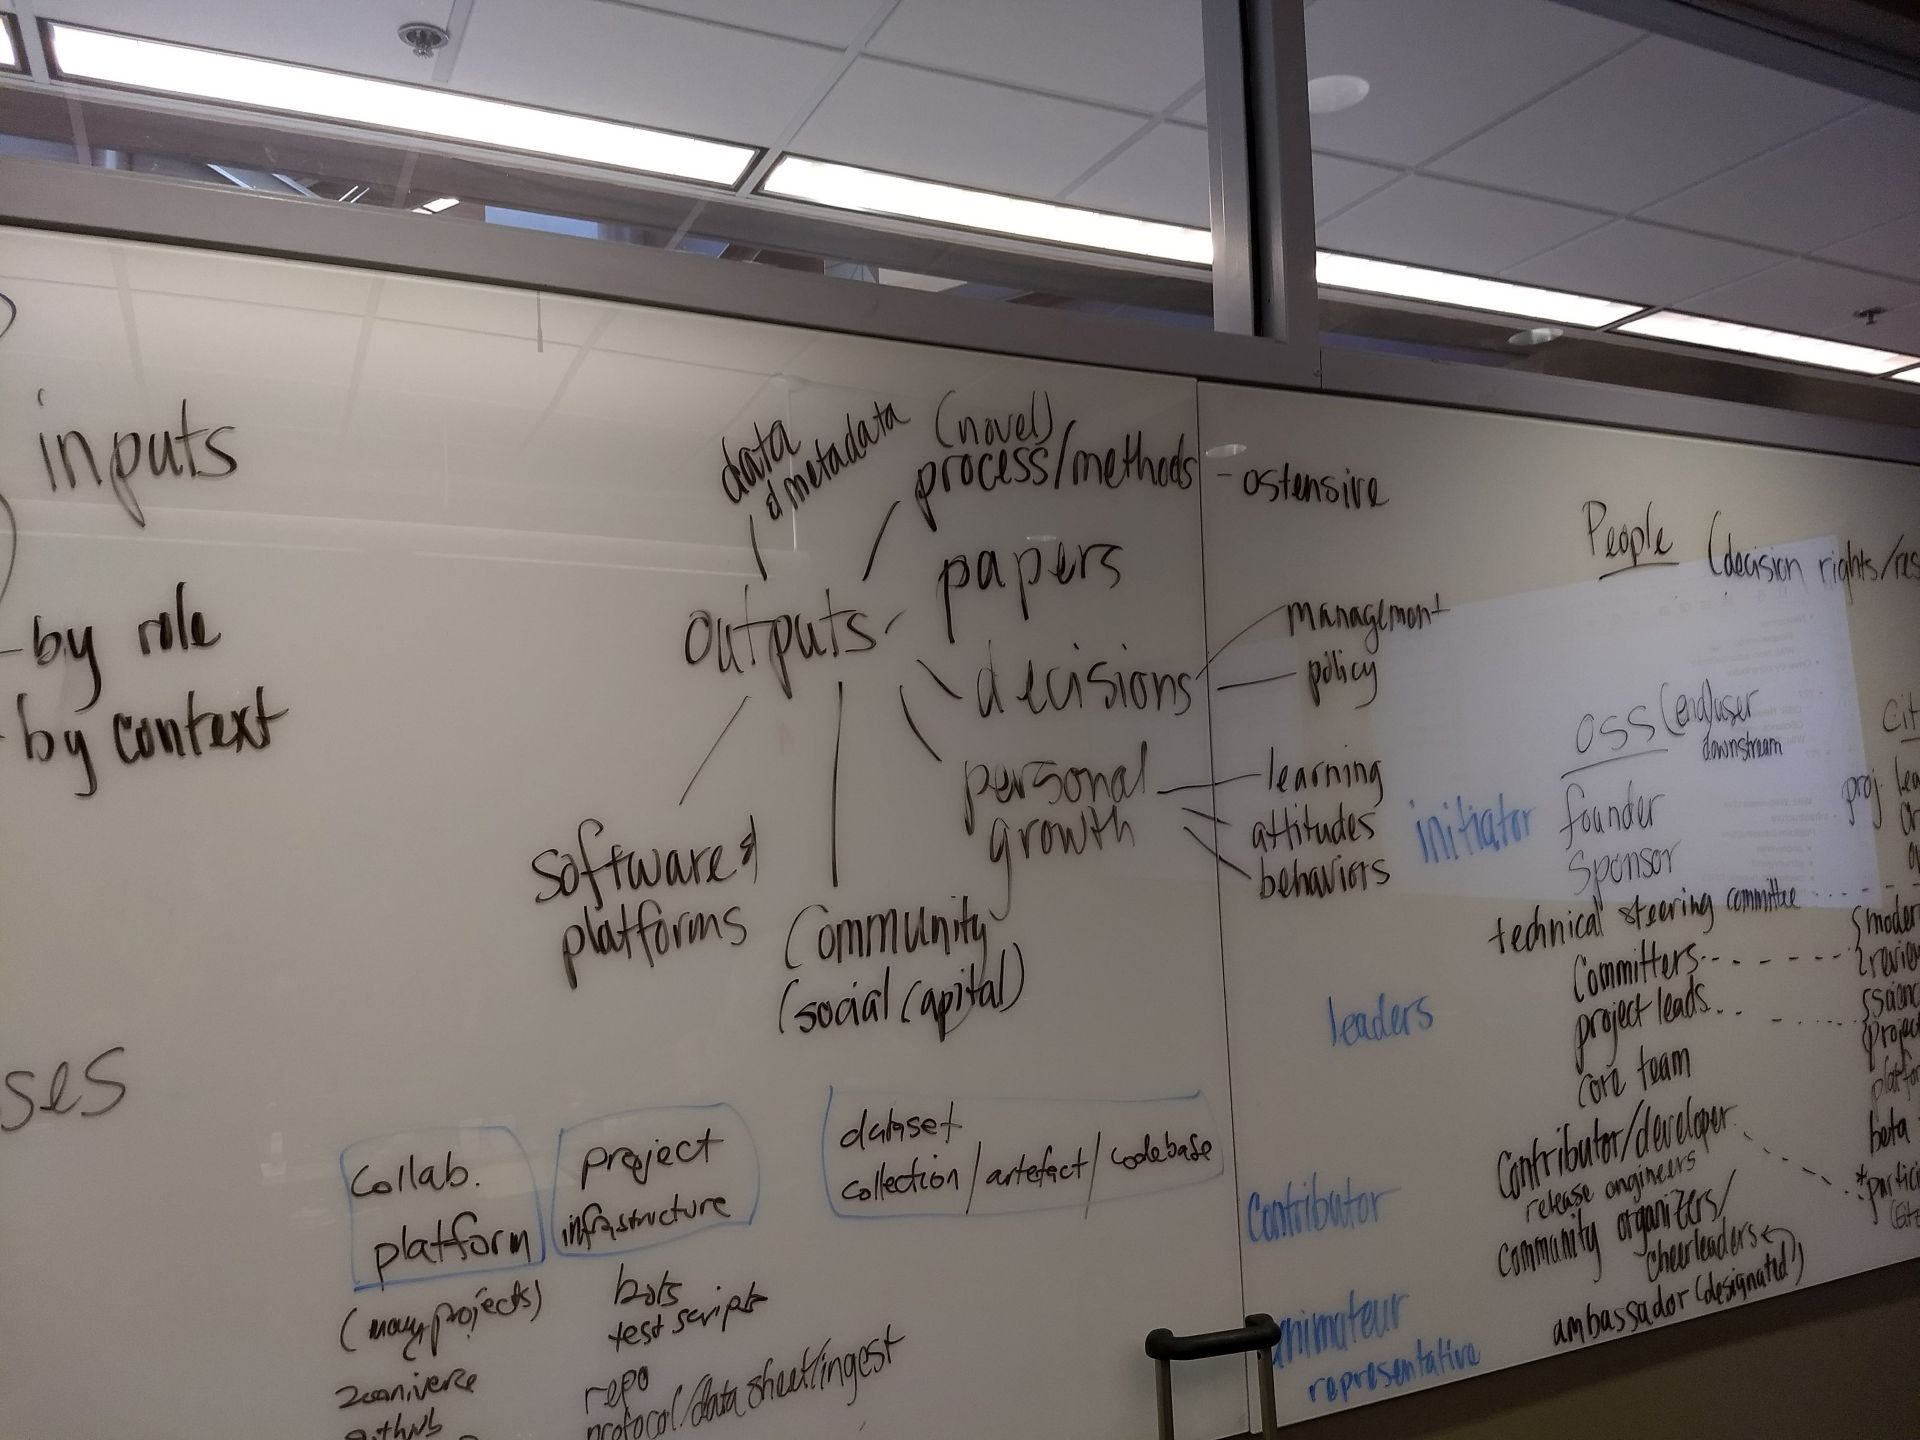 inputs
- by role
- by context
ses
data
& metadata
(novel)
process/methods
- ostensive
papers
outputs
decisions
management
policy
personal
growth
learning
attitudes
behaviors
software &
platforms
Community
(social capital)
collab.
platform
(many projects)
zooniverse
github
project
infrastructure
bots
test scripts
repo
protocol/data sheet/ingest
dataset
collection/artefact/codebase
People (decision rights/res
OSS (end)user
downstream
initiator
founder
sponsor
technical steering committee
leaders
Committers
project leads
core team
Contributor
Contributor/developer
release engineers
community organizers/
cheerleaders
animateur
representative
ambassador (designated)
Cit
proj. lea
{moder
review
{scienc
project
platfor
beta
*partici